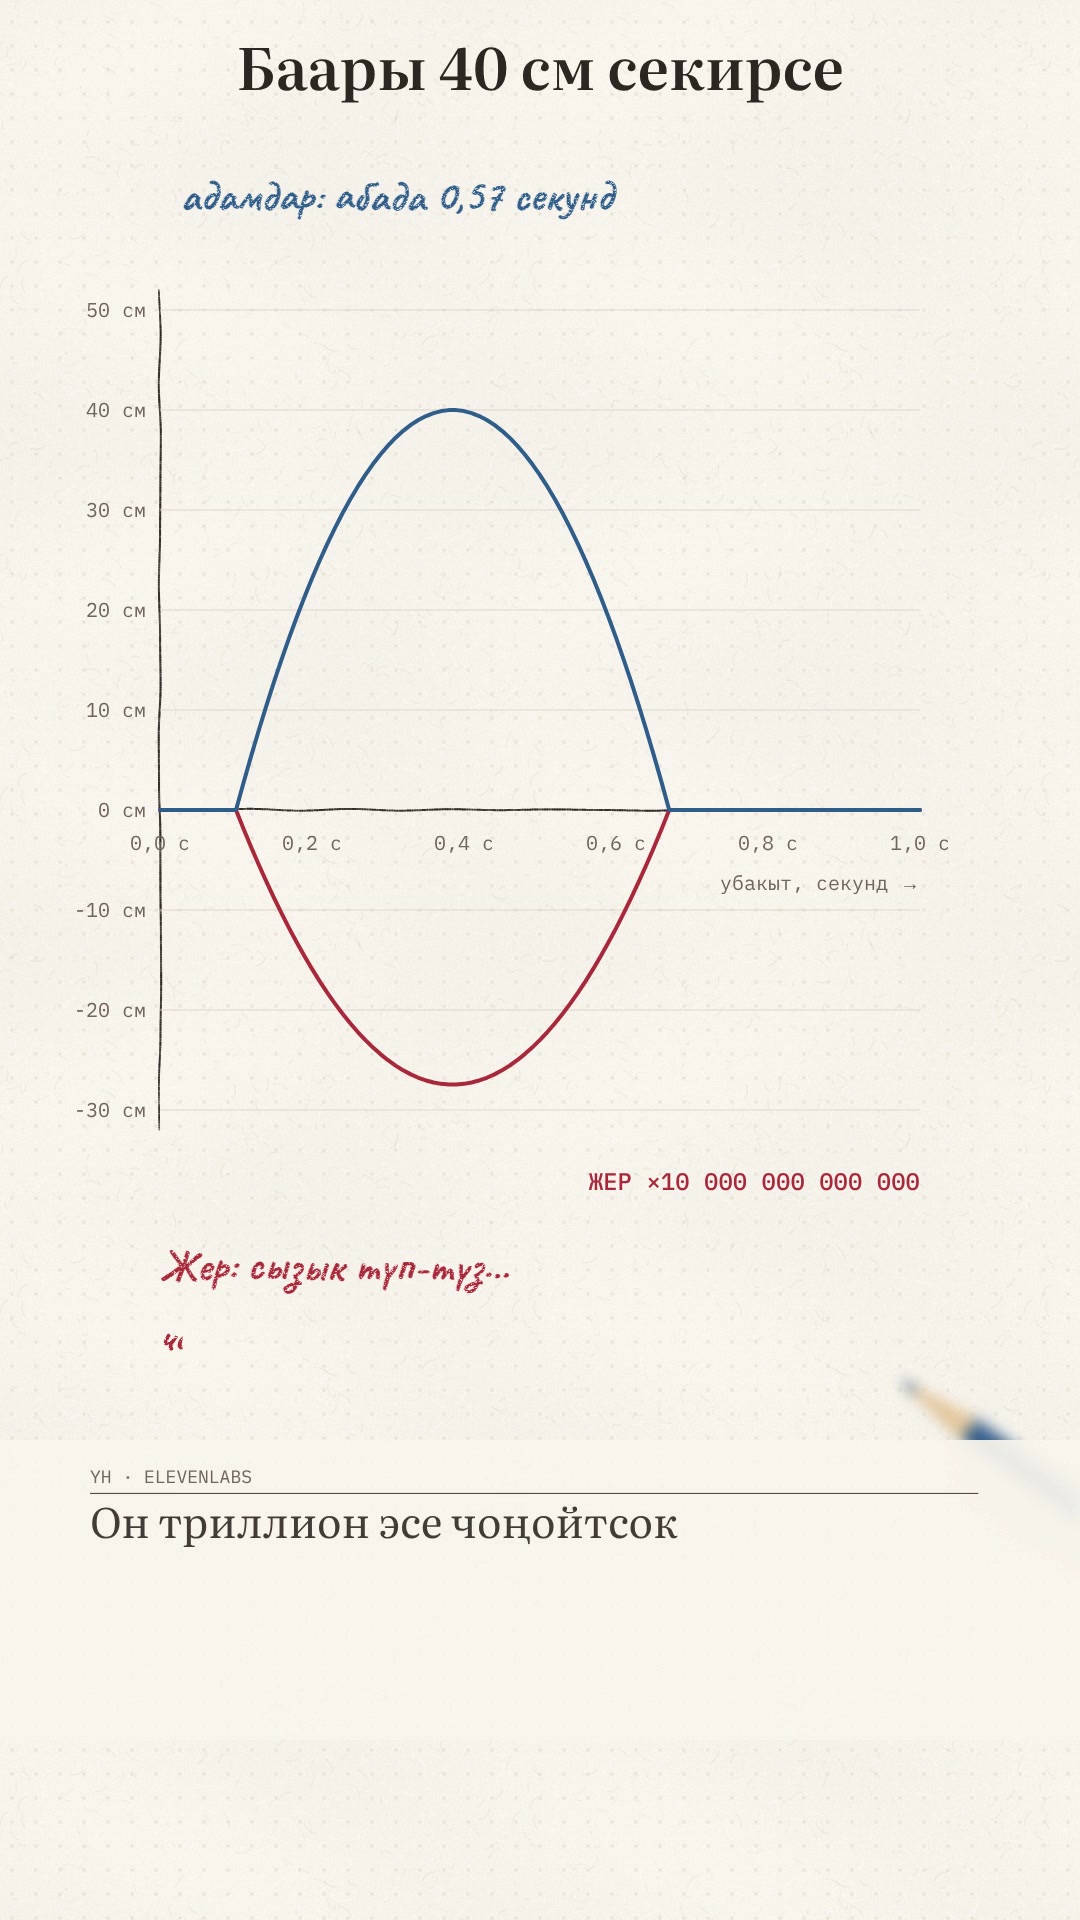 Баары 40 см секирсе
адамдар: абада 0,57 секунд
50 см
40 см
30 см
20 см
10 см
0 см
0,0 с 0,2 с 0,4 с 0,6 с 0,8 с 1,0 с
убакыт, секунд →
-10 см
-20 см
-30 см
ЖЕР ×10 000 000 000 000
Жер: сызык түп-түз...
ҮН · ELEVENLABS
Он триллион эсе чоңойтсок